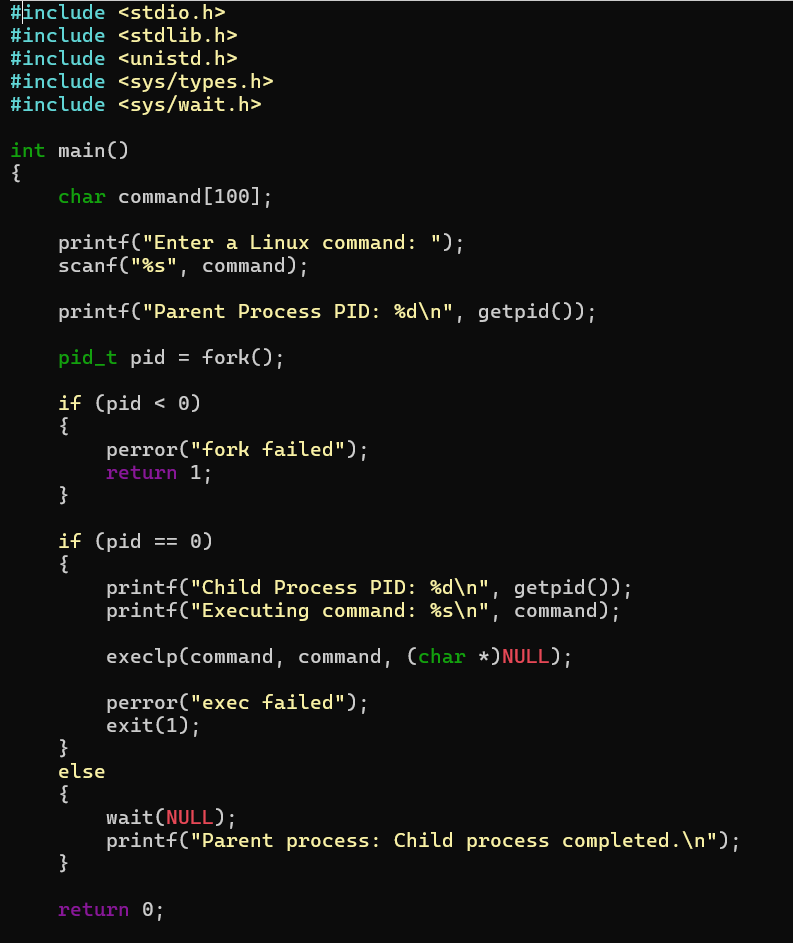 #include <stdio.h>
#include <stdlib.h>
#include <unistd.h>
#include <sys/types.h>
#include <sys/wait.h>

int main()
{
    char command[100];

    printf("Enter a Linux command: ");
    scanf("%s", command);

    printf("Parent Process PID: %d\n", getpid());

    pid_t pid = fork();

    if (pid < 0)
    {
        perror("fork failed");
        return 1;
    }

    if (pid == 0)
    {
        printf("Child Process PID: %d\n", getpid());
        printf("Executing command: %s\n", command);

        execlp(command, command, (char *)NULL);

        perror("exec failed");
        exit(1);
    }
    else
    {
        wait(NULL);
        printf("Parent process: Child process completed.\n");
    }

    return 0;